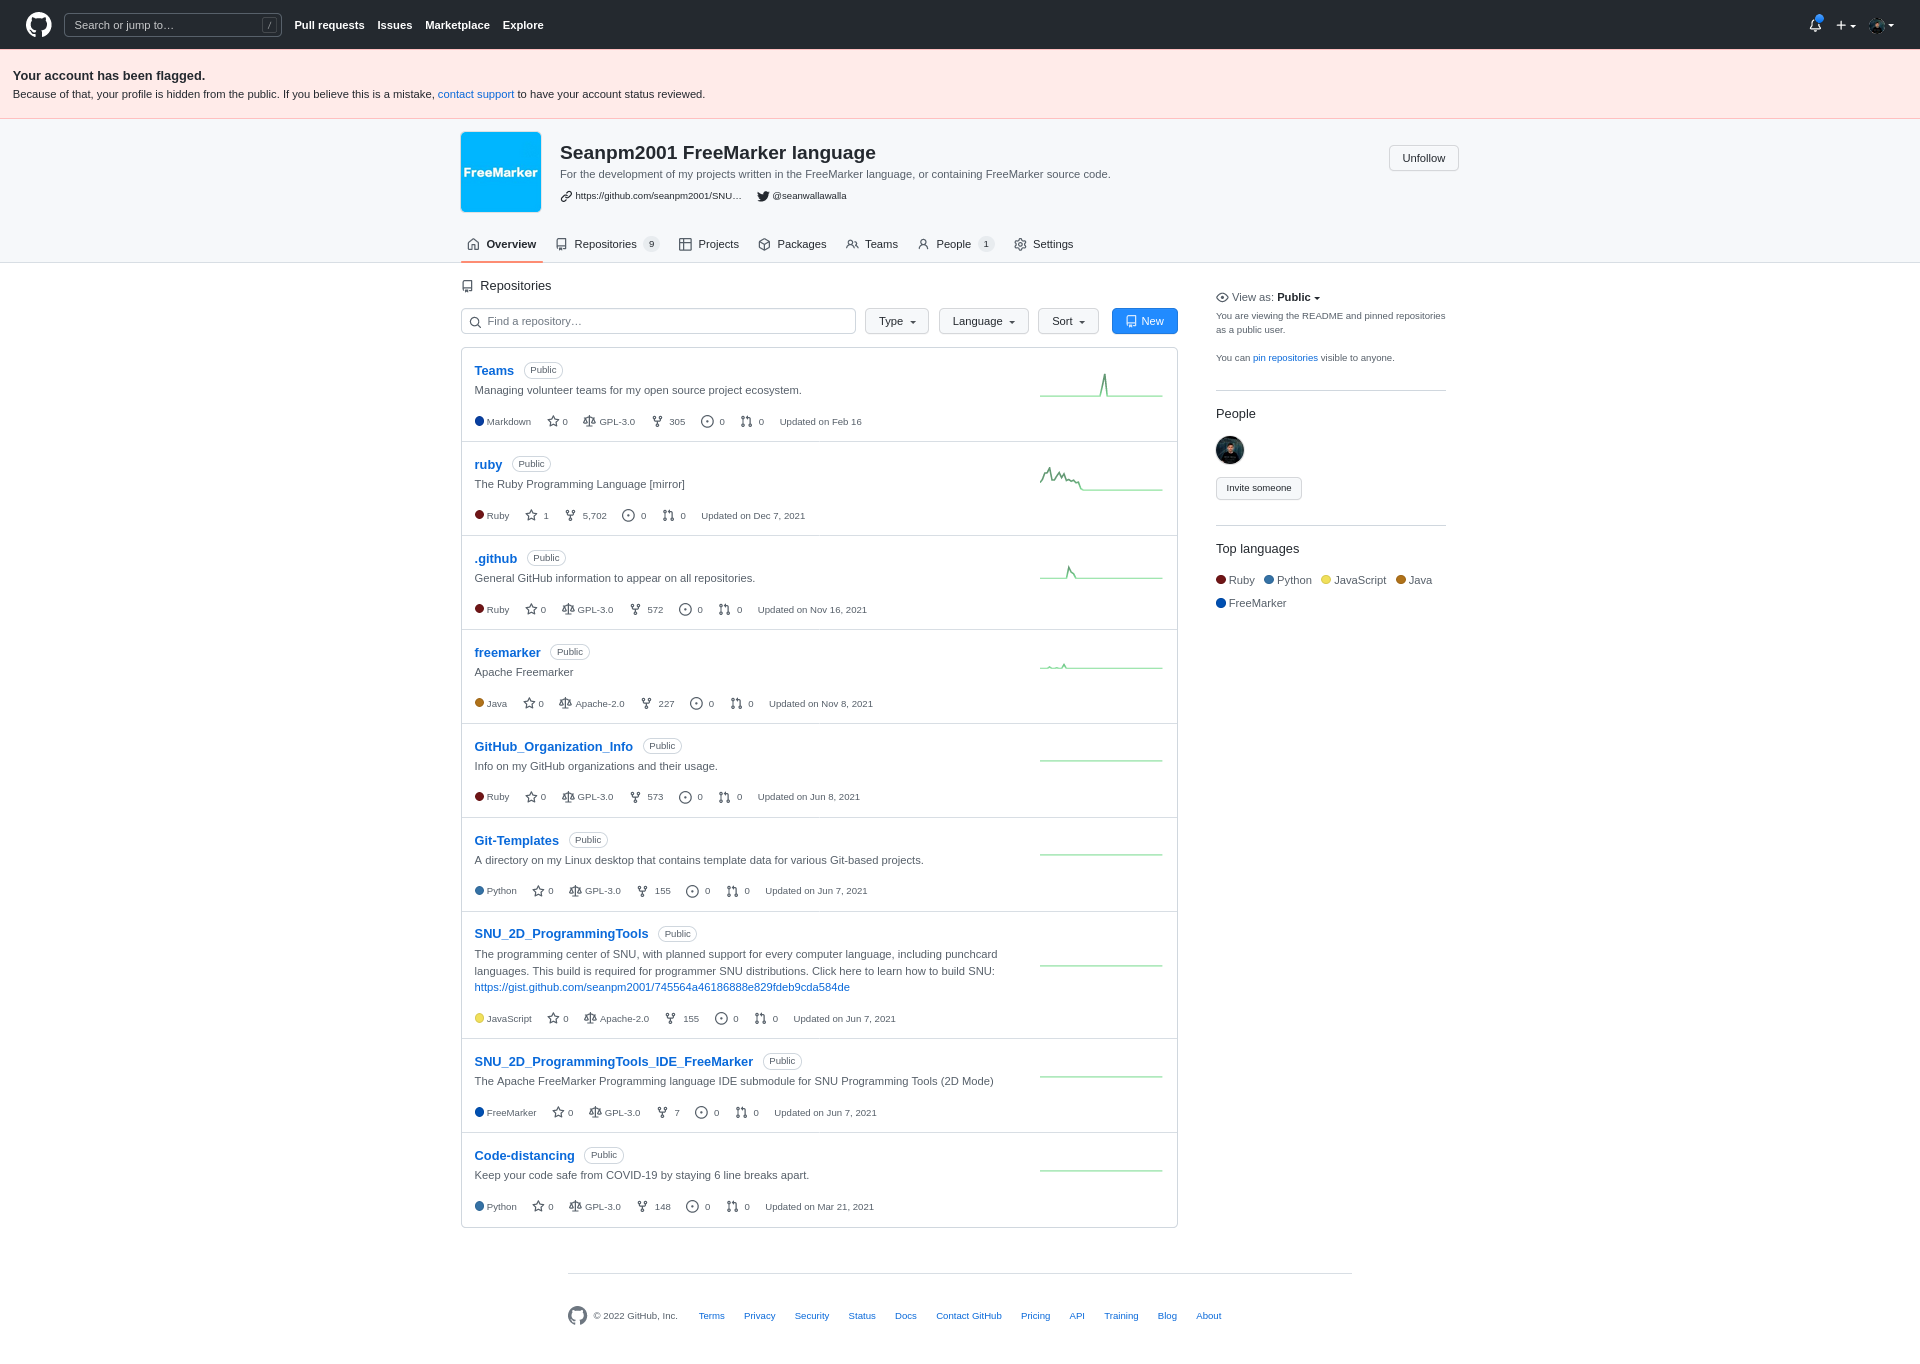 Search or jump to…
/
Pull requests Issues Marketplace Explore
Your account has been flagged.
Because of that, your profile is hidden from the public. If you believe this is a mistake, contact support to have your account status reviewed.
FreeMarker
Seanpm2001 FreeMarker language
For the development of my projects written in the FreeMarker language, or containing FreeMarker source code.
https://github.com/seanpm2001/SNU… @seanwallawalla
Unfollow
Overview Repositories 9 Projects Packages Teams People 1 Settings
Repositories
Find a repository… Type Language Sort New
Teams Public
Managing volunteer teams for my open source project ecosystem.
Markdown 0 GPL-3.0 305 0 0 Updated on Feb 16
ruby Public
The Ruby Programming Language [mirror]
Ruby 1 5,702 0 0 Updated on Dec 7, 2021
.github Public
General GitHub information to appear on all repositories.
Ruby 0 GPL-3.0 572 0 0 Updated on Nov 16, 2021
freemarker Public
Apache Freemarker
Java 0 Apache-2.0 227 0 0 Updated on Nov 8, 2021
GitHub_Organization_Info Public
Info on my GitHub organizations and their usage.
Ruby 0 GPL-3.0 573 0 0 Updated on Jun 8, 2021
Git-Templates Public
A directory on my Linux desktop that contains template data for various Git-based projects.
Python 0 GPL-3.0 155 0 0 Updated on Jun 7, 2021
SNU_2D_ProgrammingTools Public
The programming center of SNU, with planned support for every computer language, including punchcard
languages. This build is required for programmer SNU distributions. Click here to learn how to build SNU:
https://gist.github.com/seanpm2001/745564a46186888e829fdeb9cda584de
JavaScript 0 Apache-2.0 155 0 0 Updated on Jun 7, 2021
SNU_2D_ProgrammingTools_IDE_FreeMarker Public
The Apache FreeMarker Programming language IDE submodule for SNU Programming Tools (2D Mode)
FreeMarker 0 GPL-3.0 7 0 0 Updated on Jun 7, 2021
Code-distancing Public
Keep your code safe from COVID-19 by staying 6 line breaks apart.
Python 0 GPL-3.0 148 0 0 Updated on Mar 21, 2021
View as: Public
You are viewing the README and pinned repositories
as a public user.
You can pin repositories visible to anyone.
People
Invite someone
Top languages
Ruby Python JavaScript Java
FreeMarker
© 2022 GitHub, Inc. Terms Privacy Security Status Docs Contact GitHub Pricing API Training Blog About